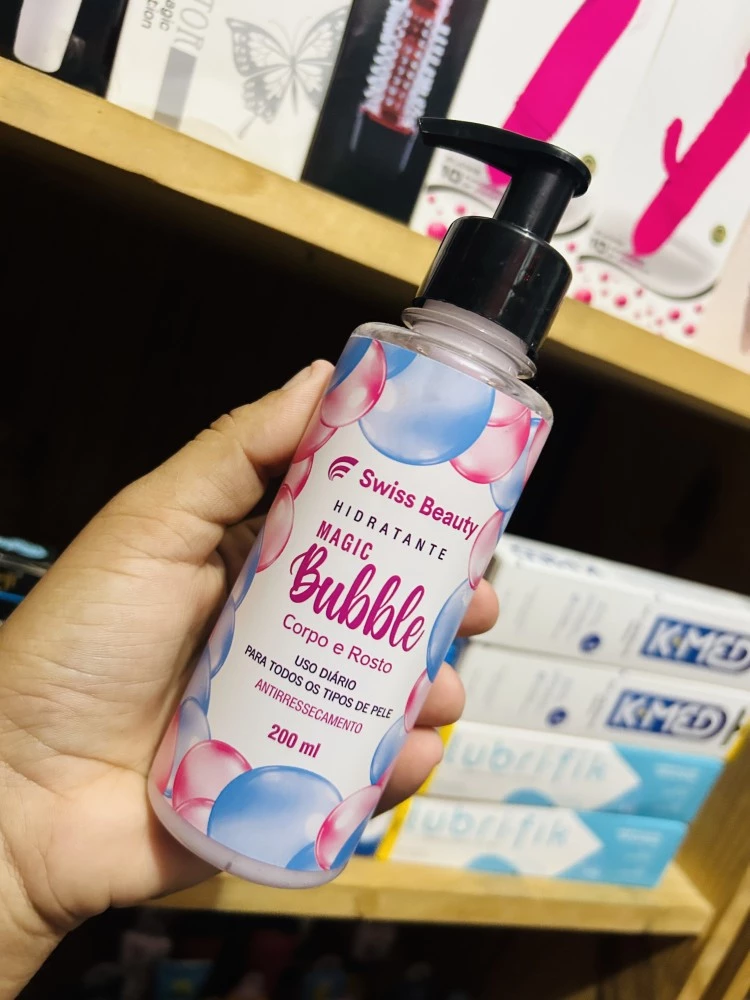 Swiss Beauty
HIDRATANTE
MAGIC
Bubble
Corpo e Rosto
USO DIÁRIO
PARA TODOS OS TIPOS DE PELE
ANTIRRESSECAMENTO
200 ml
K-MED
K-MED
lubrifik
lubrifik